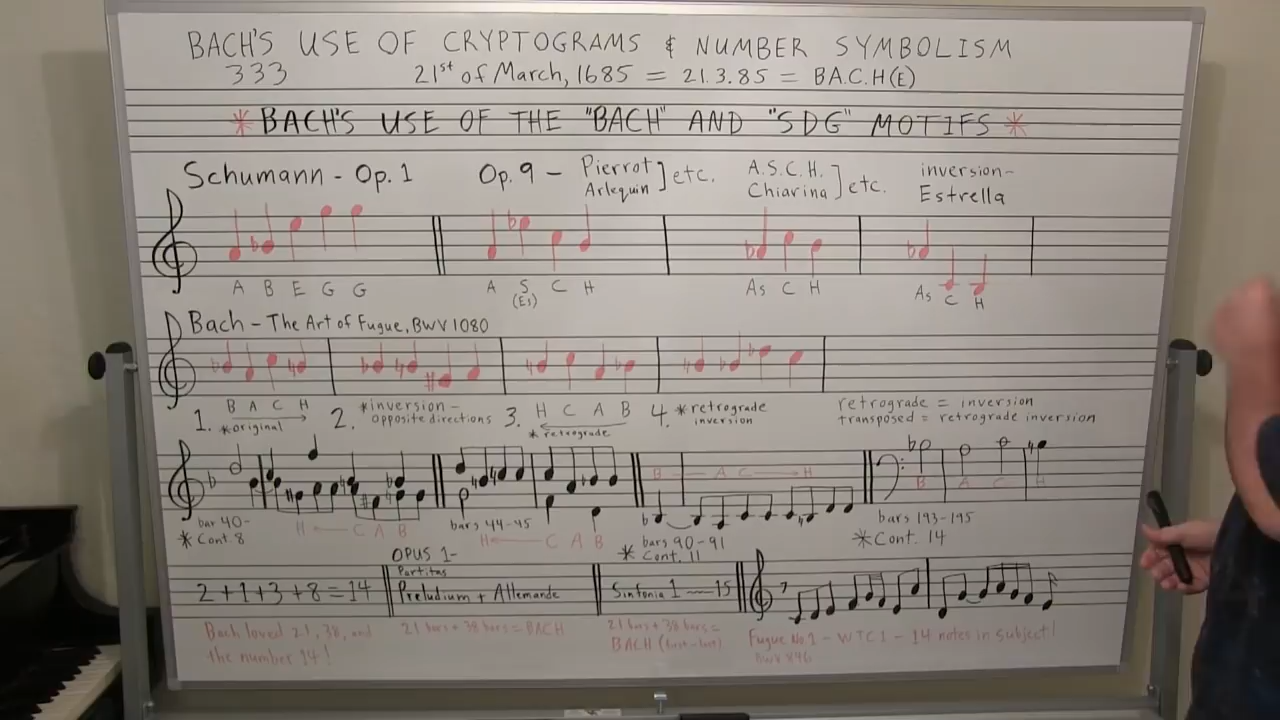 BACH'S USE OF CRYPTOGRAMS & NUMBER SYMBOLISM
333 21st of March, 1685 = 21.3.85 = B.A.C.H(E)
*BACH'S USE OF THE "BACH" AND "SDG" MOTIFS*
Schumann - Op. 1
Op. 9 - Pierrot ] etc.
Arlequin
A.S.C.H. ] etc.
Chiarina
inversion-
Estrella
A B E G G
A S C H
(Es)
As C H
As C H
Bach - The Art of Fugue, BWV 1080
1. B A C H
*original
2. *inversion-
opposite directions
3. H C A B
*retrograde
4. *retrograde
inversion
retrograde = inversion
transposed = retrograde inversion
bar 40-
*Cont. 8
H C A B
bars 44-45
H C A B
B A C H
bars 90-91
*Cont. 11
B A C H
bars 193-195
*Cont. 14
2+1+3+8=14
OPUS 1-
Partitas
Preludium + Allemande
Sinfonia 1 — 15
Bach loved 21, 38, and
the number 14!
21 bars + 38 bars = BACH
21 bars + 38 bars =
BACH
Fugue No 1 - WTC 1 - 14 notes in subject!
BWV 846